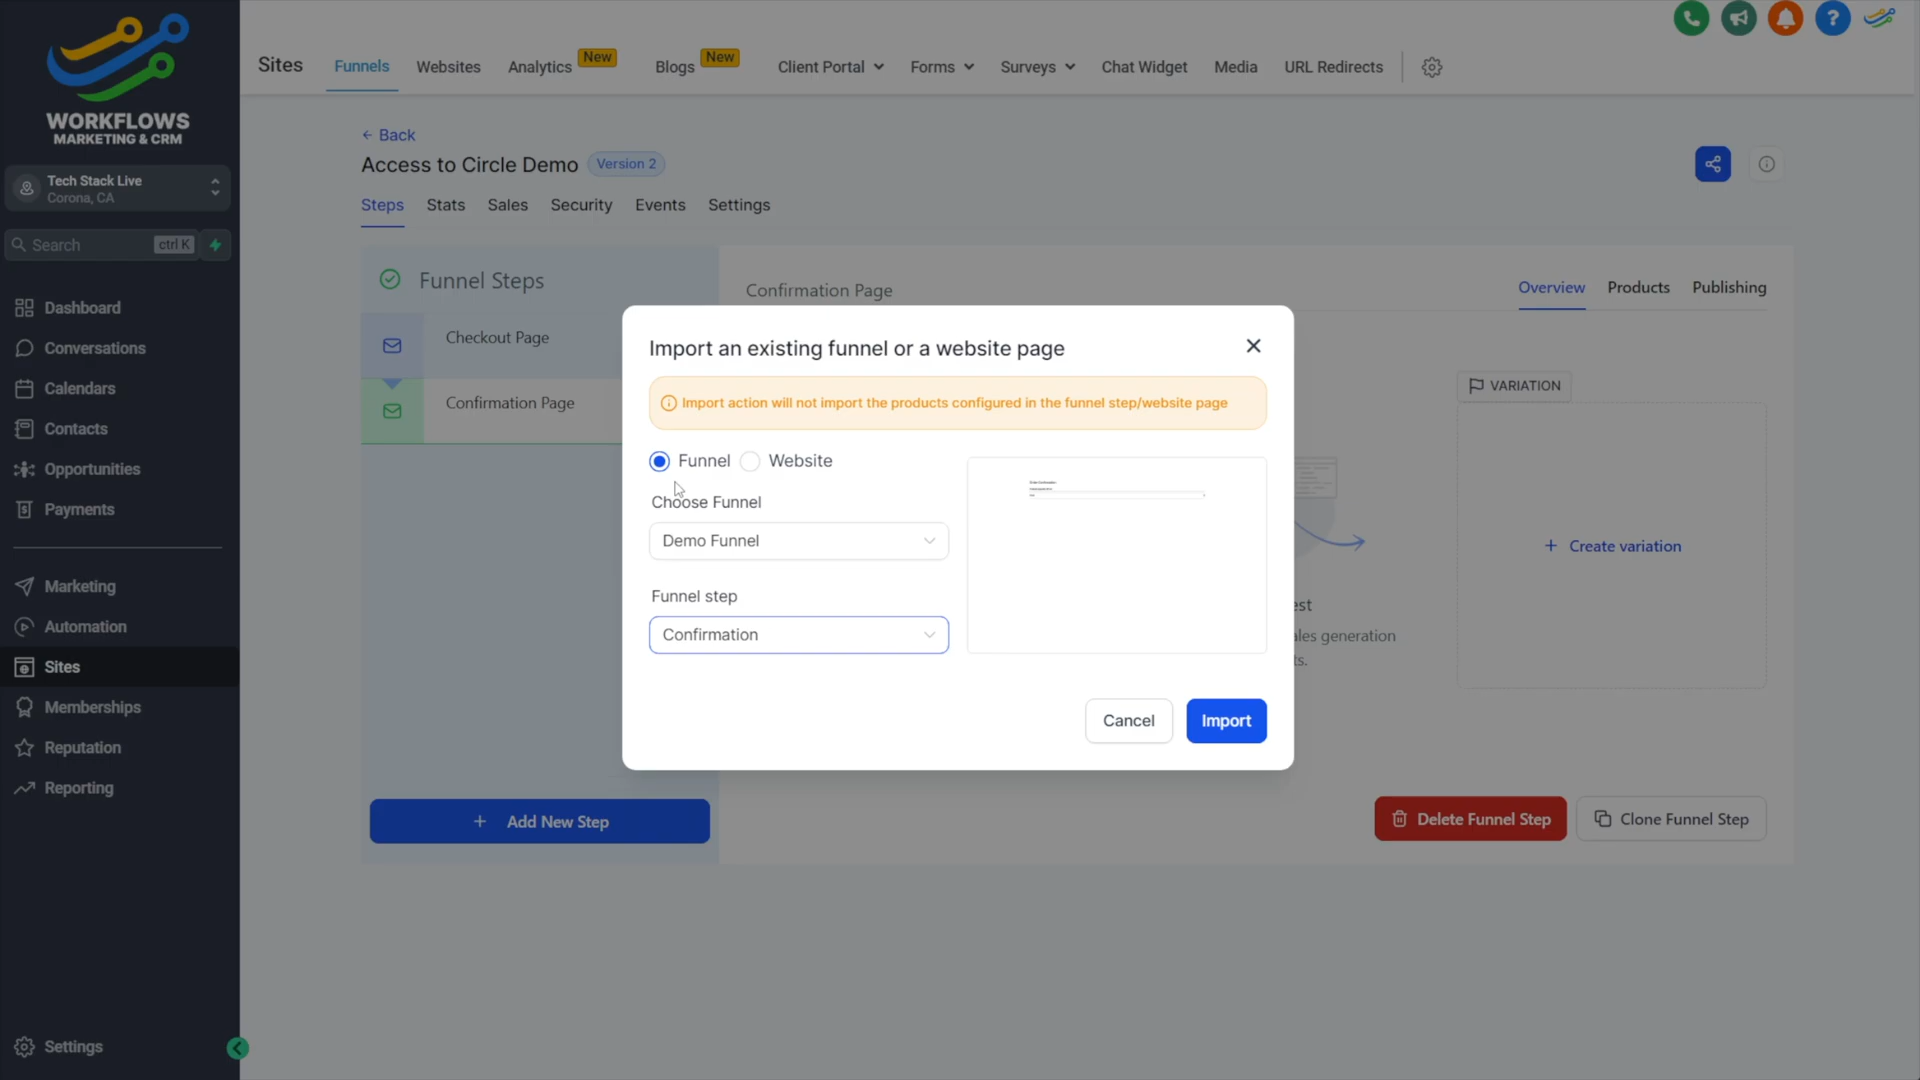 WORKFLOWS
MARKETING & CRM
Tech Stack Live
Corona, CA
Search
ctrl K
Dashboard
Conversations
Calendars
Contacts
Opportunities
Payments
Marketing
Automation
Sites
Memberships
Reputation
Reporting
Settings
Sites
Funnels
Websites
Analytics
New
Blogs
New
Client Portal
Forms
Surveys
Chat Widget
Media
URL Redirects
← Back
Access to Circle Demo
Version 2
Steps
Stats
Sales
Security
Events
Settings
Funnel Steps
Checkout Page
Confirmation Page
+ Add New Step
Confirmation Page
Overview
Products
Publishing
VARIATION
+ Create variation
est
ales generation
ts.
Delete Funnel Step
Clone Funnel Step
Import an existing funnel or a website page
Import action will not import the products configured in the funnel step/website page
Funnel
Website
Choose Funnel
Demo Funnel
Funnel step
Confirmation
Cancel
Import